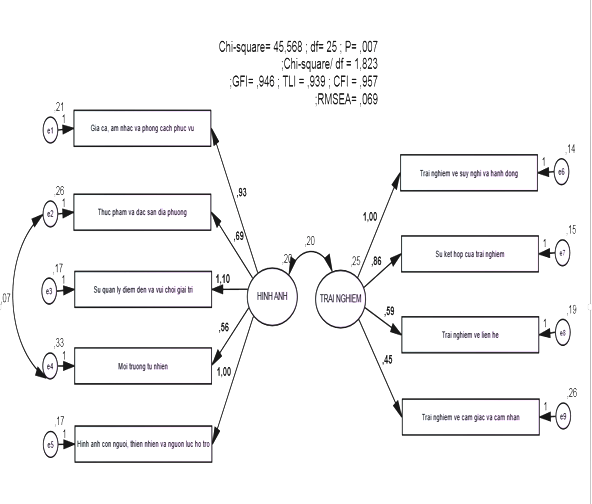 Chi-square= 45,568 ; df= 25 ; P= ,007
;Chi-square/ df = 1,823
;GFI= ,946 ; TLI = ,939 ; CFI = ,957
;RMSEA= ,069
,21
e1
1
Gia ca, am nhac va phong cach phuc vu
,26
e2
1
Thuc pham va dac san dia phuong
,17
e3
1
Su quan ly diem den va vui choi giai tri
,33
e4
1
Moi truong tu nhien
,17
e5
1
Hinh anh con nguoi, thien nhien va nguon luc ho tro
,07
,93
,69
1,10
,56
1,00
,20
HINH ANH
,20
,25
TRAI NGHIEM
1,00
,86
,59
,45
Trai nghiem ve suy nghi va hanh dong
1
,14
e6
Su ket hop cua trai nghiem
1
,15
e7
Trai nghiem ve lien he
1
,19
e8
Trai nghiem ve cam giac va cam nhan
1
,26
e9